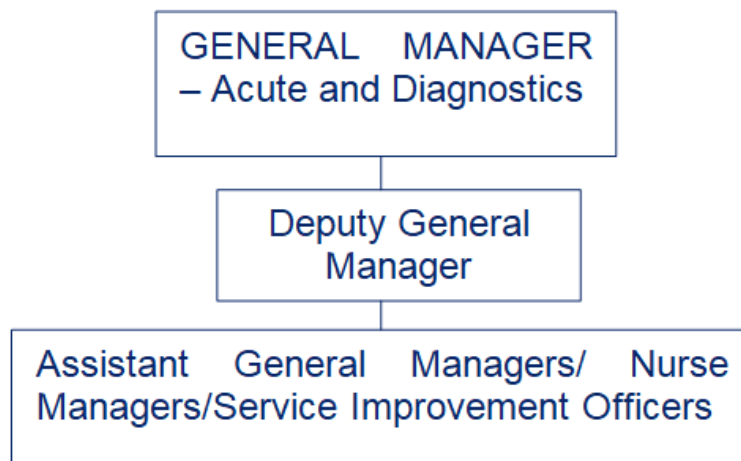 GENERAL MANAGER
– Acute and Diagnostics
Deputy General
Manager
Assistant General Managers/ Nurse
Managers/Service Improvement Officers